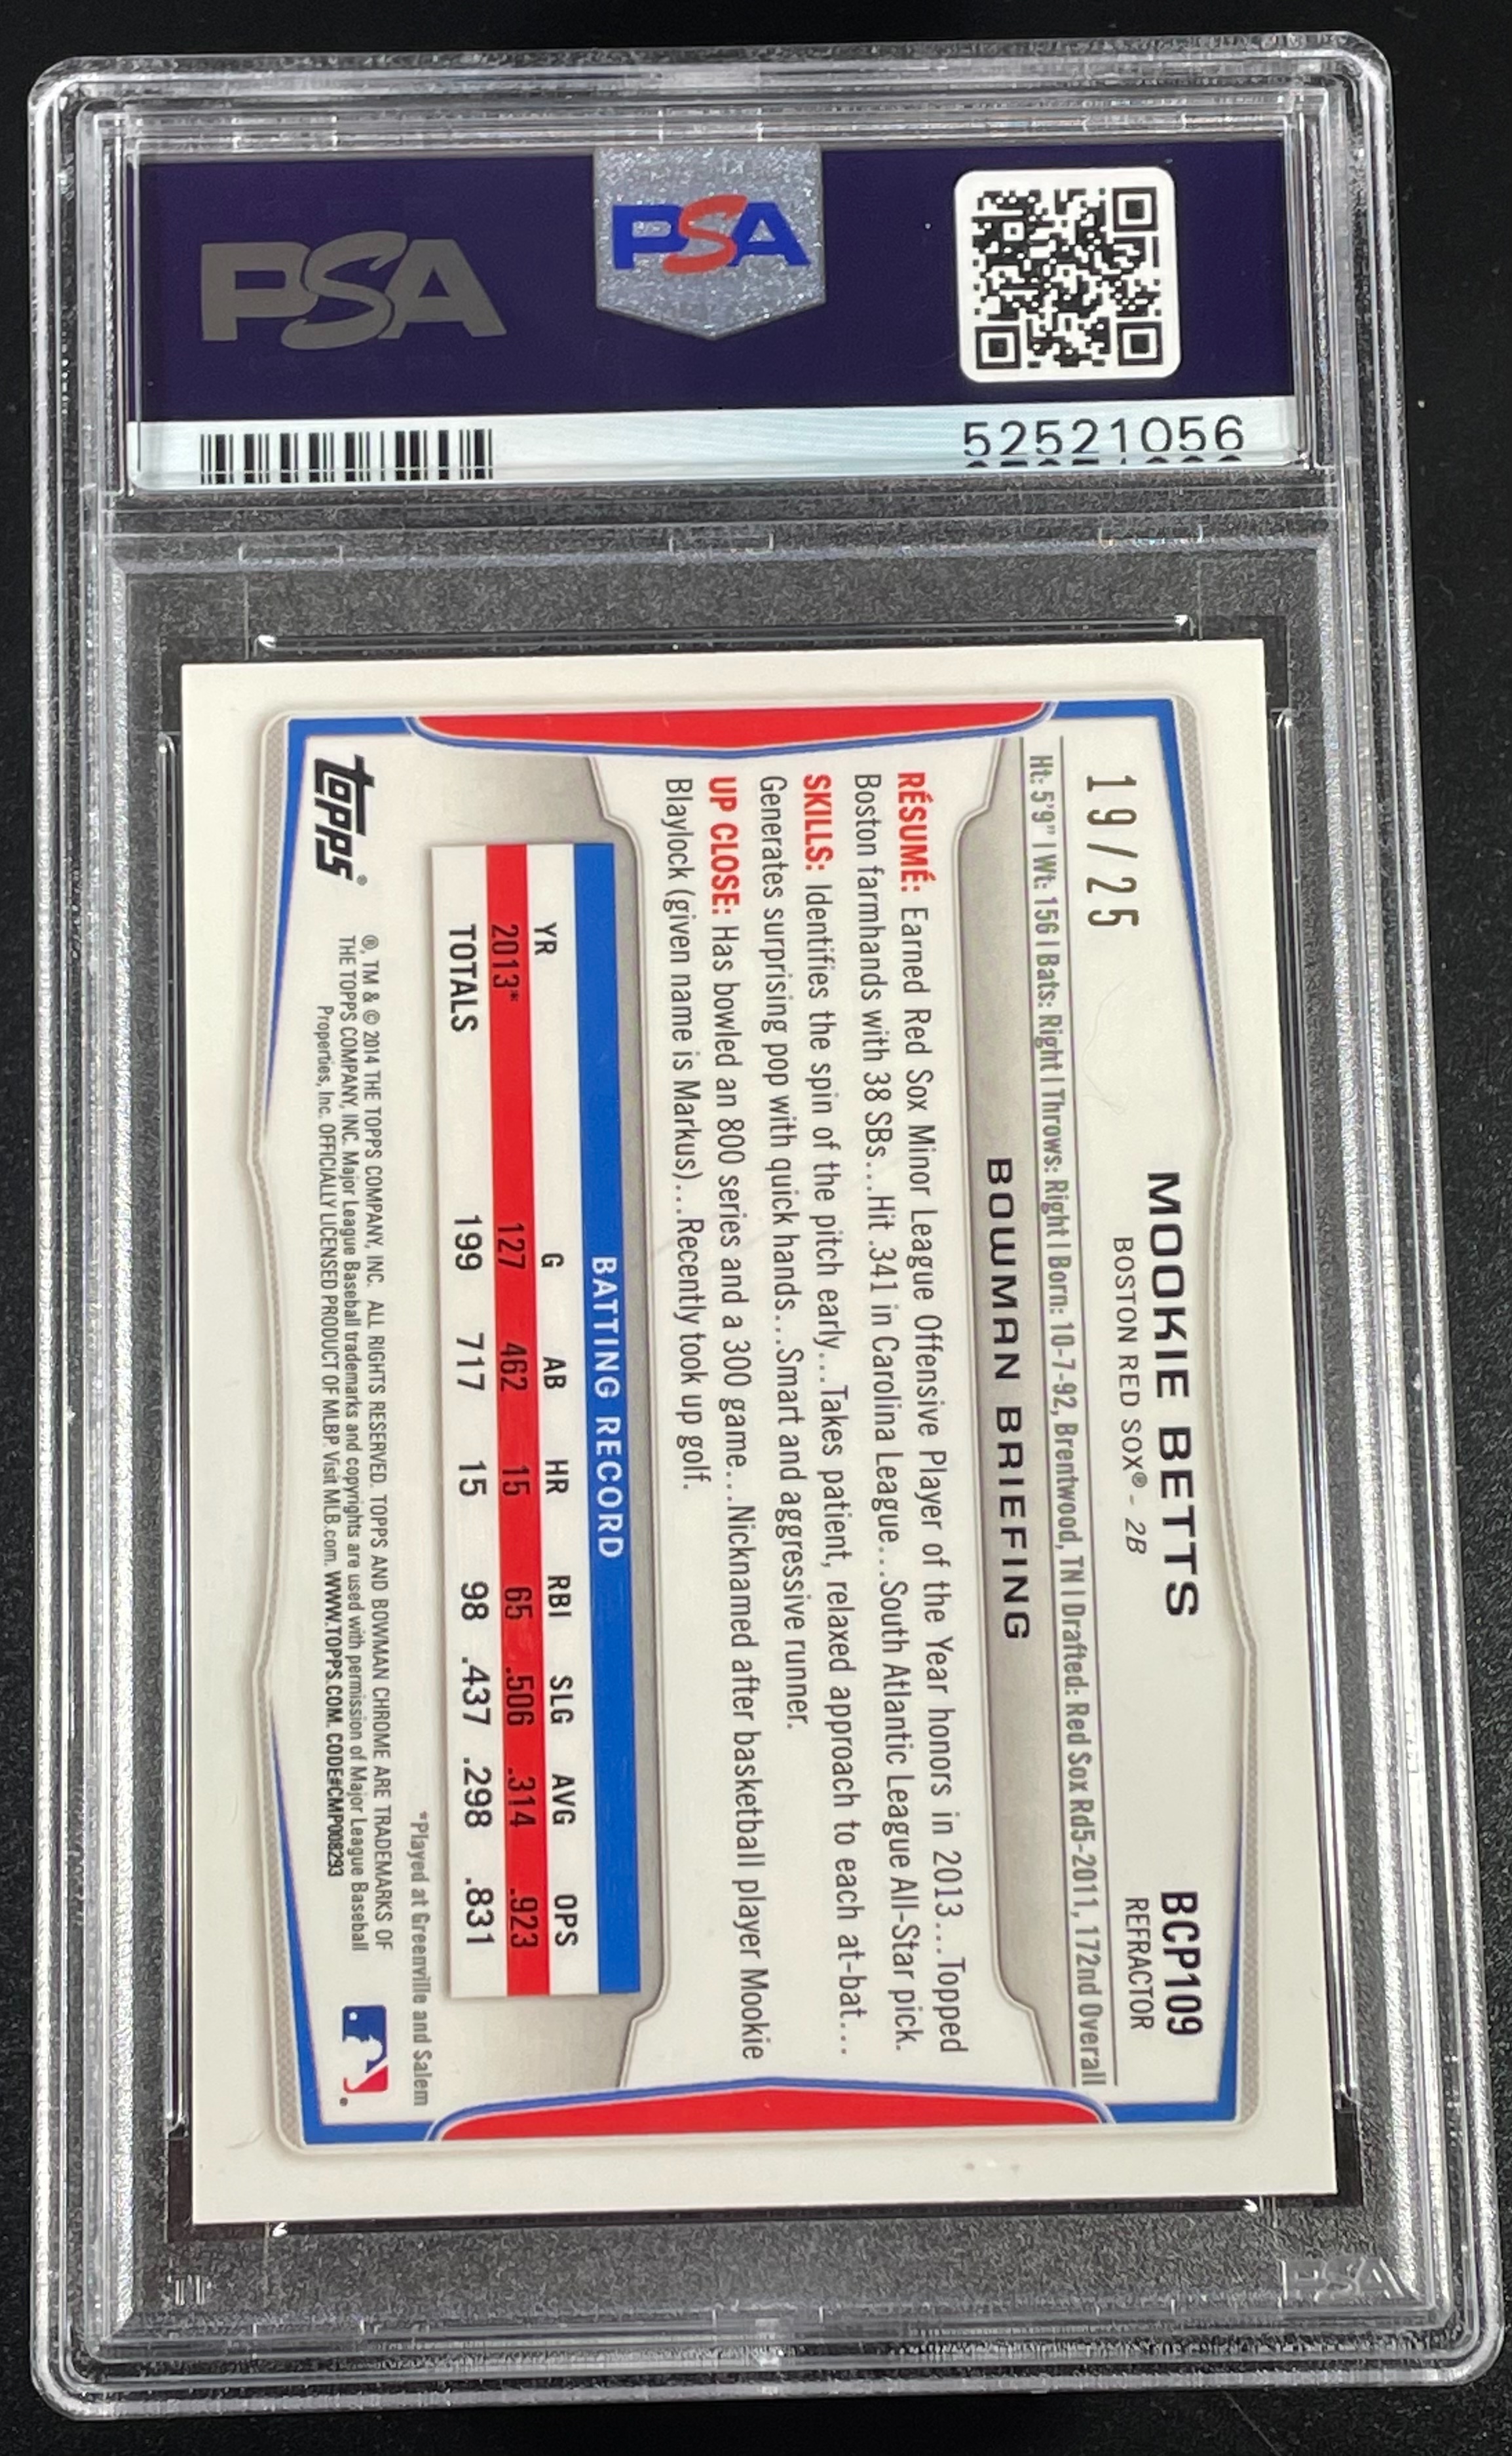 PSA
PSA
52521056
19/25
MOOKIE BETTS
BOSTON RED SOX® - 2B
BCP109
REFRACTOR
Ht: 5'9" | Wt: 156 | Bats: Right | Throws: Right | Born: 10-7-92, Brentwood, TN | Drafted: Red Sox Rd5-2011, 172nd Overall
BOWMAN BRIEFING
RÉSUMÉ: Earned Red Sox Minor League Offensive Player of the Year honors in 2013...Topped
Boston farmhands with 38 SBs...Hit .341 in Carolina League...South Atlantic League All-Star pick.
SKILLS: Identifies the spin of the pitch early...Takes patient, relaxed approach to each at-bat...
Generates surprising pop with quick hands...Smart and aggressive runner.
UP CLOSE: Has bowled an 800 series and a 300 game...Nicknamed after basketball player Mookie
Blaylock (given name is Markus)...Recently took up golf.
BATTING RECORD
YR G AB HR RBI SLG AVG OPS
2013* 127 462 15 65 .506 .314 .923
TOTALS 199 717 15 98 .437 .298 .831
*Played at Greenville and Salem
topps®
®, TM & © 2014 THE TOPPS COMPANY, INC. ALL RIGHTS RESERVED. TOPPS AND BOWMAN CHROME ARE TRADEMARKS OF
THE TOPPS COMPANY, INC. Major League Baseball trademarks and copyrights are used with permission of Major League Baseball
Properties, Inc. OFFICIALLY LICENSED PRODUCT OF MLBP. Visit MLB.com. WWW.TOPPS.COM. CODE#CMP008293
PSA